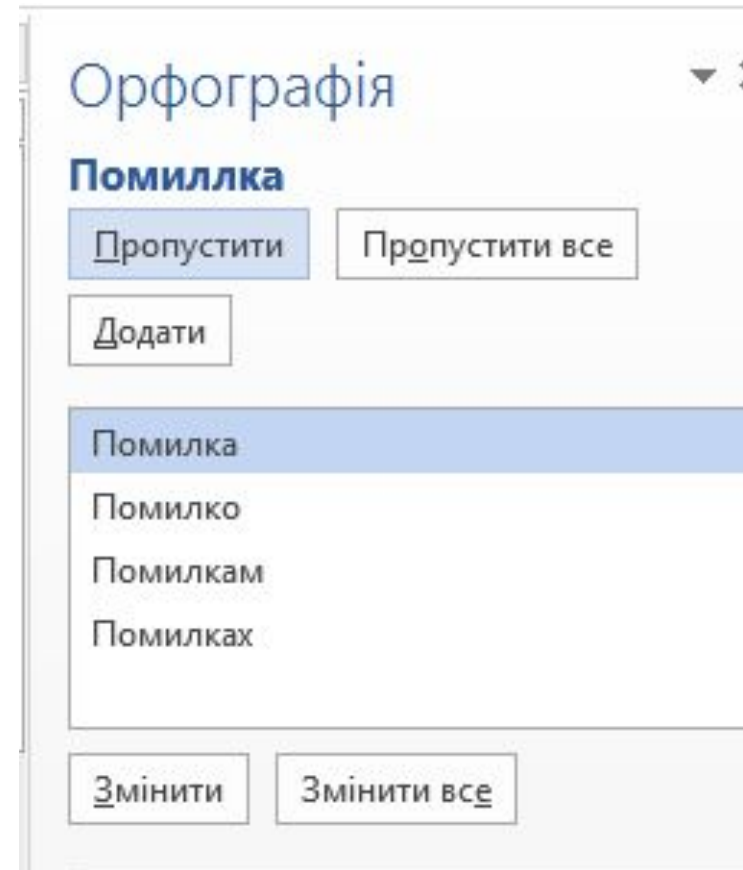 Орфографія
Помиллка
Пропустити Пропустити все
Додати
Помилка
Помилко
Помилкам
Помилках
Змінити Змінити все